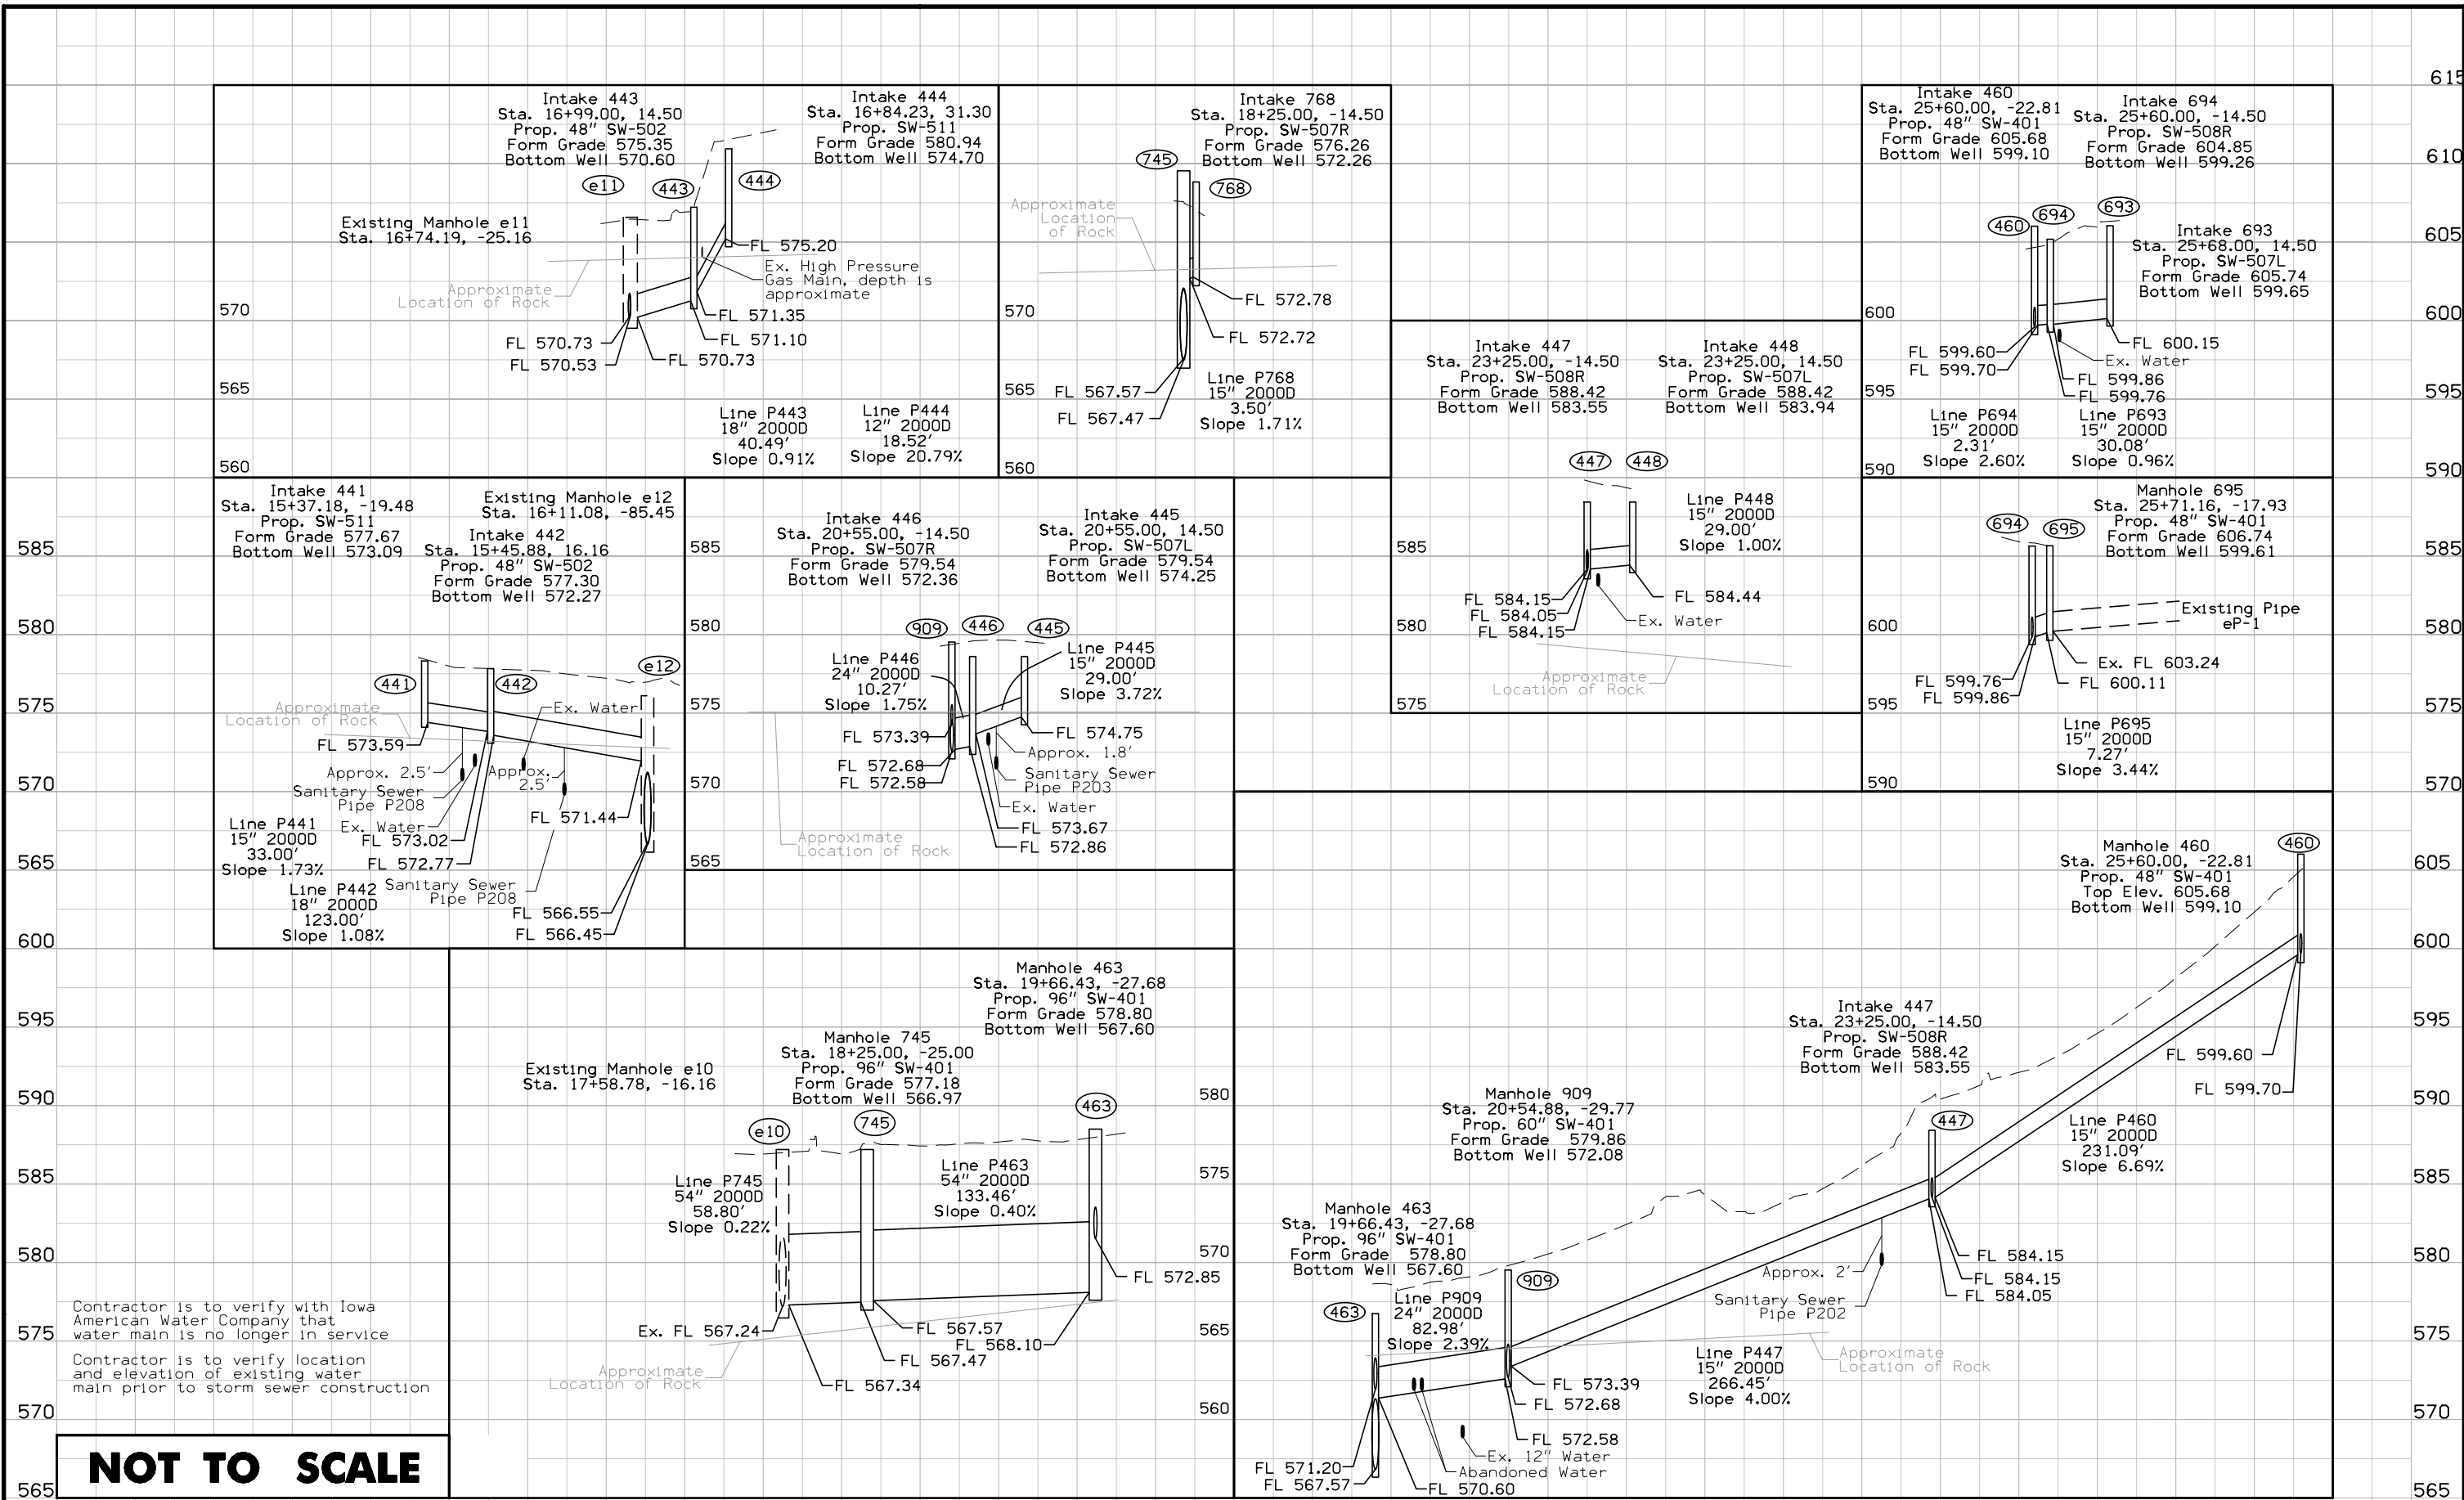 615
610
605
600
595
590
585
580
575
570
565
600
595
590
585
580
575
570
565
605
600
595
590
585
580
575
570
565
Intake 443
Sta. 16+99.00, 14.50
Prop. 48" SW-502
Form Grade 575.35
Bottom Well 570.60
Intake 444
Sta. 16+84.23, 31.30
Prop. SW-511
Form Grade 580.94
Bottom Well 574.70
e11
443
444
Existing Manhole e11
Sta. 16+74.19, -25.16
FL 575.20
Ex. High Pressure
Gas Main, depth is
approximate
Approximate
Location of Rock
FL 571.35
FL 571.10
FL 570.73
FL 570.53
FL 570.73
570
565
560
Line P443
18" 2000D
40.49'
Slope 0.91%
Line P444
12" 2000D
18.52'
Slope 20.79%
Intake 768
Sta. 18+25.00, -14.50
Prop. SW-507R
Form Grade 576.26
Bottom Well 572.26
745
768
Approximate
Location
of Rock
FL 572.78
FL 572.72
570
565
560
FL 567.57
FL 567.47
Line P768
15" 2000D
3.50'
Slope 1.71%
Intake 460
Sta. 25+60.00, -22.81
Prop. 48" SW-401
Form Grade 605.68
Bottom Well 599.10
Intake 694
Sta. 25+60.00, -14.50
Prop. SW-508R
Form Grade 604.85
Bottom Well 599.26
460
694
693
Intake 693
Sta. 25+68.00, 14.50
Prop. SW-507L
Form Grade 605.74
Bottom Well 599.65
600
595
590
FL 599.60
FL 599.70
FL 600.15
Ex. Water
FL 599.86
FL 599.76
Line P694
15" 2000D
2.31'
Slope 2.60%
Line P693
15" 2000D
30.08'
Slope 0.96%
Intake 447
Sta. 23+25.00, -14.50
Prop. SW-508R
Form Grade 588.42
Bottom Well 583.55
Intake 448
Sta. 23+25.00, 14.50
Prop. SW-507L
Form Grade 588.42
Bottom Well 583.94
447
448
Line P448
15" 2000D
29.00'
Slope 1.00%
585
580
575
FL 584.15
FL 584.05
FL 584.15
FL 584.44
Ex. Water
Approximate
Location of Rock
Intake 441
Sta. 15+37.18, -19.48
Prop. SW-511
Form Grade 577.67
Bottom Well 573.09
Existing Manhole e12
Sta. 16+11.08, -85.45
Intake 442
Sta. 15+45.88, 16.16
Prop. 48" SW-502
Form Grade 577.30
Bottom Well 572.27
441
442
e12
Approximate
Location of Rock
Ex. Water
FL 573.59
Approx. 2.5'
Approx.
2.5'
Sanitary Sewer
Pipe P208
FL 571.44
Ex. Water
FL 573.02
FL 572.77
Line P441
15" 2000D
33.00'
Slope 1.73%
Sanitary Sewer
Pipe P208
Line P442
18" 2000D
123.00'
Slope 1.08%
FL 566.55
FL 566.45
Intake 446
Sta. 20+55.00, -14.50
Prop. SW-507R
Form Grade 579.54
Bottom Well 572.36
Intake 445
Sta. 20+55.00, 14.50
Prop. SW-507L
Form Grade 579.54
Bottom Well 574.25
585
580
575
570
565
909
446
445
Line P446
24" 2000D
10.27'
Slope 1.75%
Line P445
15" 2000D
29.00'
Slope 3.72%
FL 573.39
FL 572.68
FL 572.58
FL 574.75
Approx. 1.8'
Sanitary Sewer
Pipe P203
Ex. Water
FL 573.67
FL 572.86
Approximate
Location of Rock
Manhole 695
Sta. 25+71.16, -17.93
Prop. 48" SW-401
Form Grade 606.74
Bottom Well 599.61
694
695
600
595
590
Existing Pipe
eP-1
Ex. FL 603.24
FL 600.11
FL 599.76
FL 599.86
Line P695
15" 2000D
7.27'
Slope 3.44%
Manhole 463
Sta. 19+66.43, -27.68
Prop. 96" SW-401
Form Grade 578.80
Bottom Well 567.60
Manhole 745
Sta. 18+25.00, -25.00
Prop. 96" SW-401
Form Grade 577.18
Bottom Well 566.97
Existing Manhole e10
Sta. 17+58.78, -16.16
e10
745
463
580
575
570
565
560
Line P745
54" 2000D
58.80'
Slope 0.22%
Line P463
54" 2000D
133.46'
Slope 0.40%
FL 572.85
Ex. FL 567.24
FL 567.57
FL 568.10
FL 567.47
FL 567.34
Approximate
Location of Rock
Manhole 460
Sta. 25+60.00, -22.81
Prop. 48" SW-401
Top Elev. 605.68
Bottom Well 599.10
460
Intake 447
Sta. 23+25.00, -14.50
Prop. SW-508R
Form Grade 588.42
Bottom Well 583.55
FL 599.60
FL 599.70
447
Line P460
15" 2000D
231.09'
Slope 6.69%
Manhole 909
Sta. 20+54.88, -29.77
Prop. 60" SW-401
Form Grade 579.86
Bottom Well 572.08
Manhole 463
Sta. 19+66.43, -27.68
Prop. 96" SW-401
Form Grade 578.80
Bottom Well 567.60
909
463
Line P909
24" 2000D
82.98'
Slope 2.39%
Approx. 2'
Sanitary Sewer
Pipe P202
FL 584.15
FL 584.15
FL 584.05
Line P447
15" 2000D
266.45'
Slope 4.00%
Approximate
Location of Rock
FL 573.39
FL 572.68
FL 572.58
Ex. 12" Water
Abandoned Water
FL 570.60
FL 571.20
FL 567.57
Contractor is to verify with Iowa
American Water Company that
water main is no longer in service
Contractor is to verify location
and elevation of existing water
main prior to storm sewer construction
NOT TO SCALE